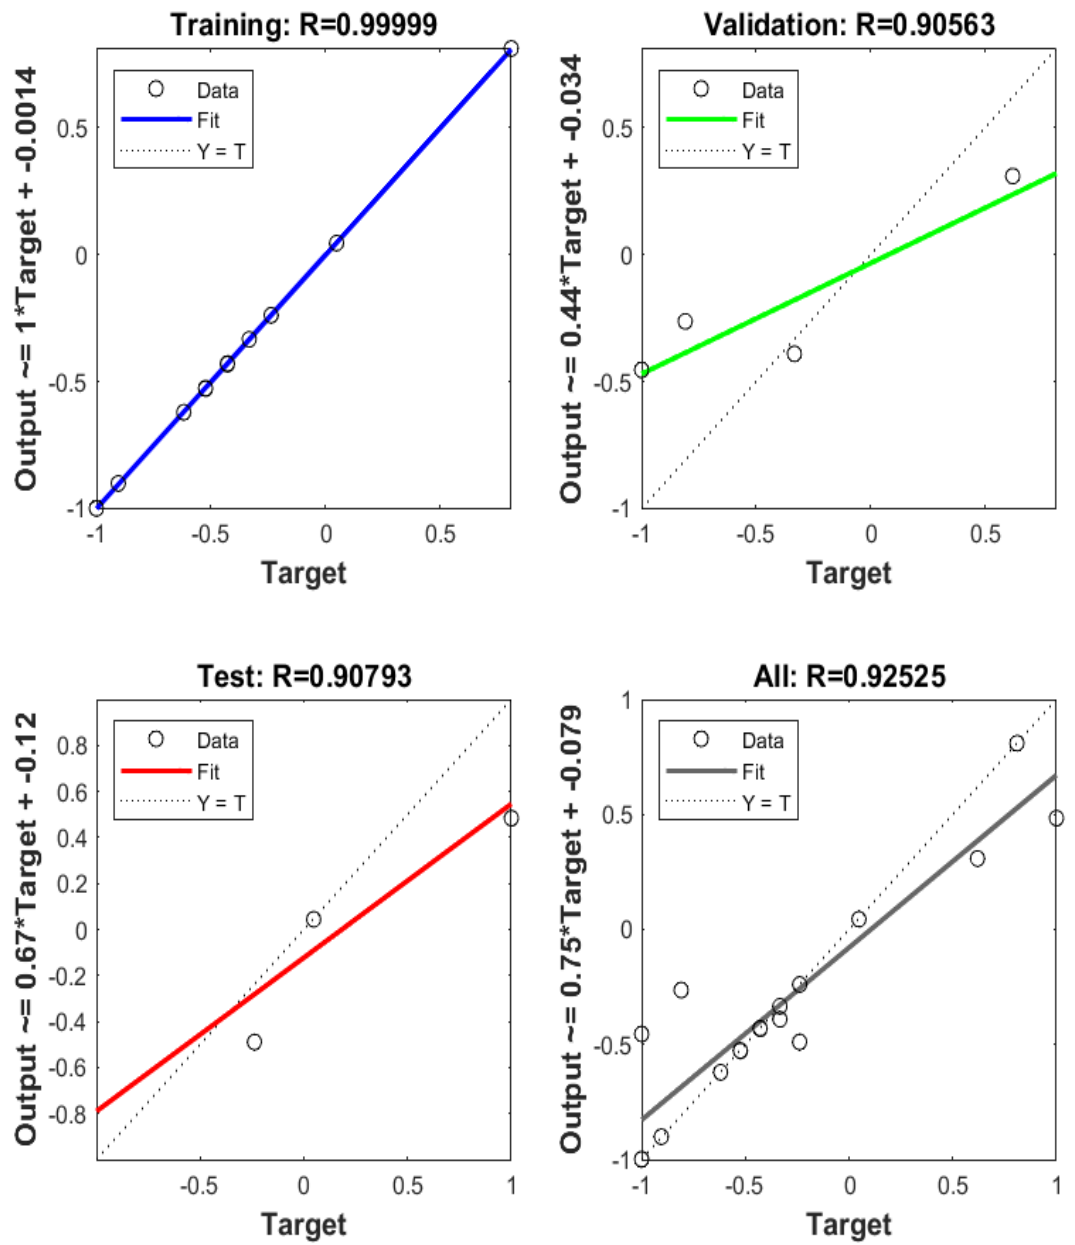 Training: R=0.99999
Output ~= 1*Target + -0.0014
Data
Fit
Y = T
0.5
0
-0.5
-1
-1 -0.5 0 0.5
Target
Validation: R=0.90563
Output ~= 0.44*Target + -0.034
Data
Fit
Y = T
0.5
0
-0.5
-1
-1 -0.5 0 0.5
Target
Test: R=0.90793
Output ~= 0.67*Target + -0.12
Data
Fit
Y = T
0.8
0.6
0.4
0.2
0
-0.2
-0.4
-0.6
-0.8
-0.5 0 0.5 1
Target
All: R=0.92525
Output ~= 0.75*Target + -0.079
Data
Fit
Y = T
1
0.5
0
-0.5
-1
-1 -0.5 0 0.5 1
Target